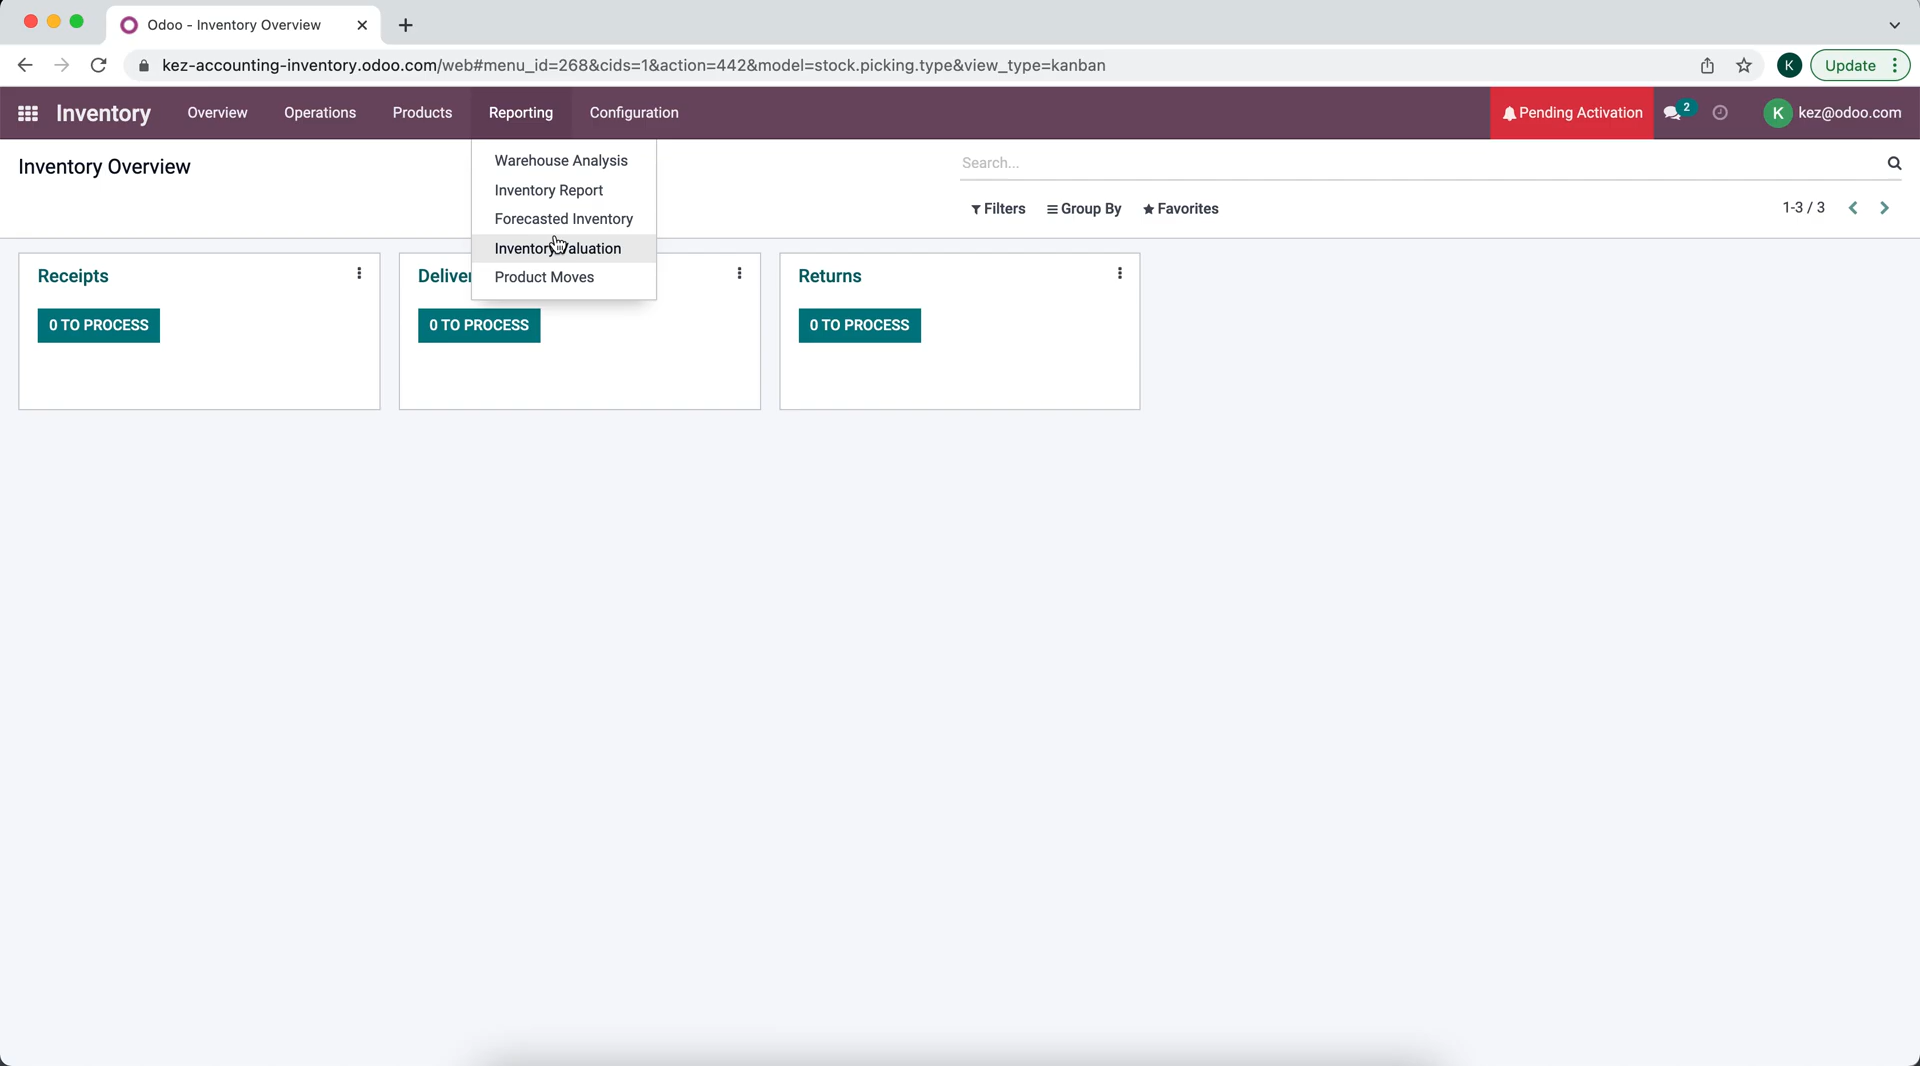 Odoo - Inventory Overview
kez-accounting-inventory.odoo.com/web#menu_id=268&cids=1&action=442&model=stock.picking.type&view_type=kanban
K
Update
Inventory
Overview
Operations
Products
Reporting
Configuration
Pending Activation
2
K
kez@odoo.com
Inventory Overview
Search...
Filters
Group By
Favorites
1-3 / 3
Warehouse Analysis
Inventory Report
Forecasted Inventory
Inventory Valuation
Product Moves
Receipts
0 TO PROCESS
Deliver
0 TO PROCESS
Returns
0 TO PROCESS